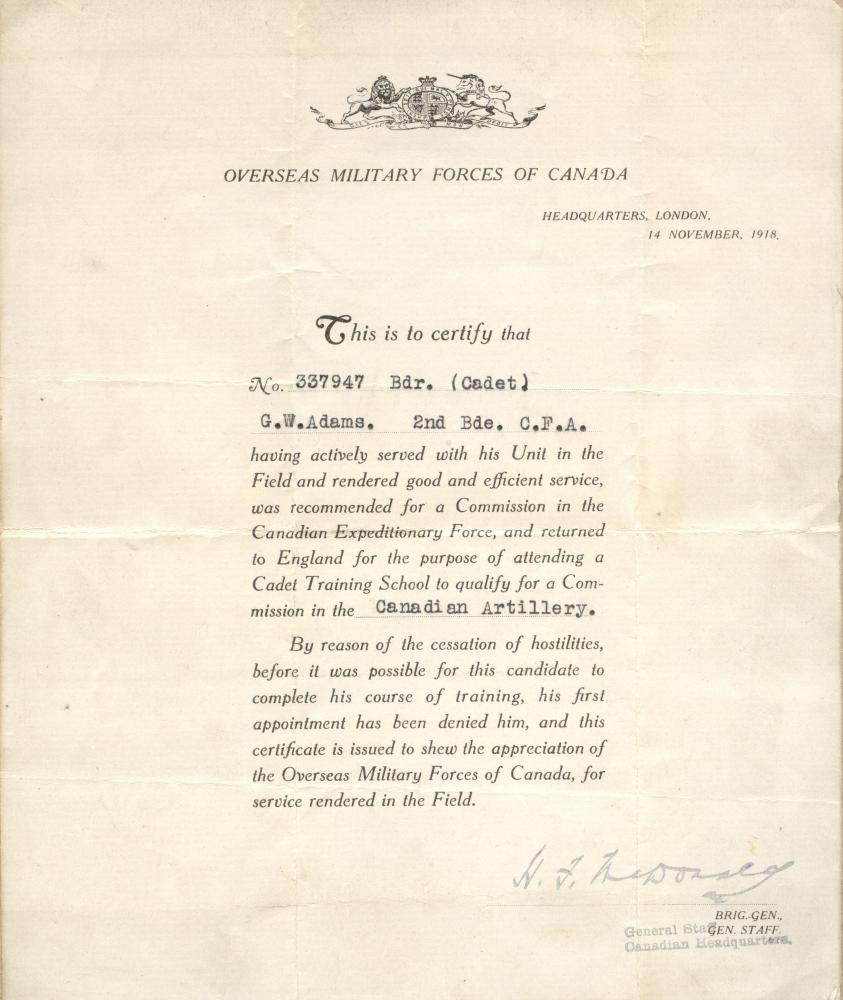 OVERSEAS MILITARY FORCES OF CANADA
HEADQUARTERS, LONDON,
14 NOVEMBER, 1918.
This is to certify that
No. 337947 Bdr. (Cadet)
G.W.Adams. 2nd Bde. C.F.A.
having actively served with his Unit in the
Field and rendered good and efficient service,
was recommended for a Commission in the
Canadian Expeditionary Force, and returned
to England for the purpose of attending a
Cadet Training School to qualify for a Com-
mission in the Canadian Artillery.
By reason of the cessation of hostilities,
before it was possible for this candidate to
complete his course of training, his first
appointment has been denied him, and this
certificate is issued to shew the appreciation of
the Overseas Military Forces of Canada, for
service rendered in the Field.
H. F. McDonald
BRIG.-GEN.,
GEN. STAFF.
General Staff
Canadian Headquarters.